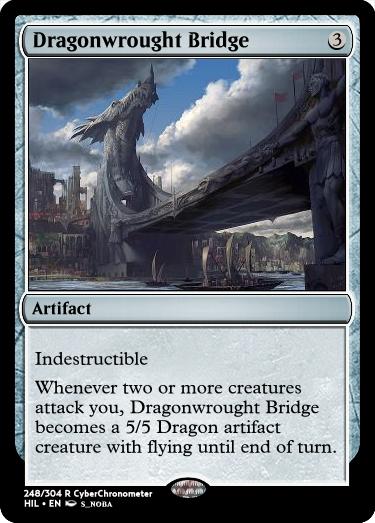 Dragonwrought Bridge 3
Artifact
Indestructible
Whenever two or more creatures
attack you, Dragonwrought Bridge
becomes a 5/5 Dragon artifact
creature with flying until end of turn.
248/304 R CyberChronometer
HIL • EN S_NOBA